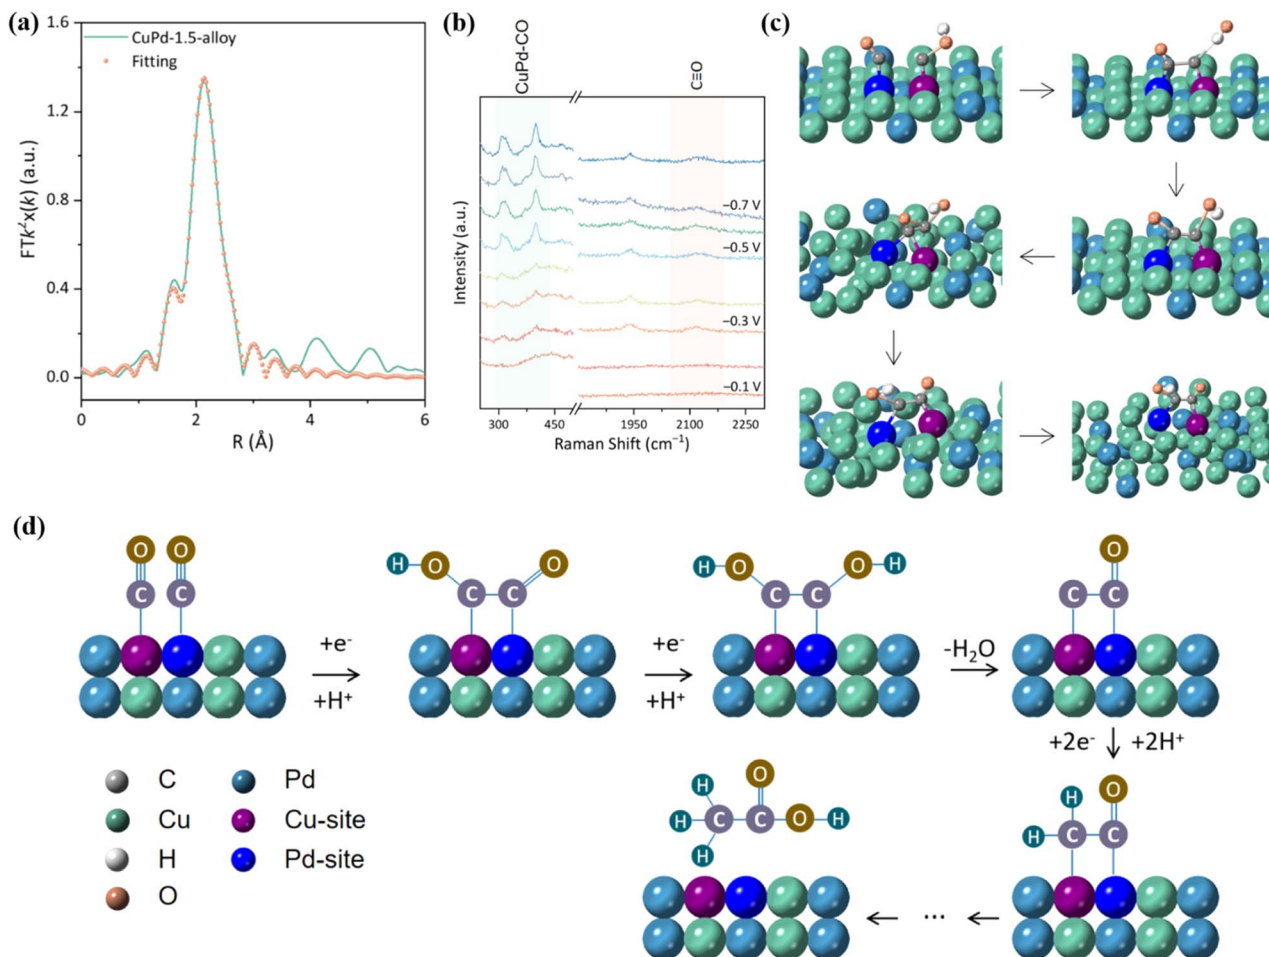 (a)
1.6
1.2
0.8
0.4
0.0
FTk²x(k) (a.u.)
CuPd-1.5-alloy
Fitting
0 2 4 6
R (Å)
(b)
CuPd-CO
C≡O
Intensity (a.u.)
−0.7 V
−0.5 V
−0.3 V
−0.1 V
300 450 1950 2100 2250
Raman Shift (cm⁻¹)
(c)
(d)
O O
C C
H O C C O
H O C C O H
O
C C
+e⁻
+H⁺
+e⁻
+H⁺
-H₂O
+2e⁻ +2H⁺
C Pd
Cu Cu-site
H Pd-site
O
H O
H C C O H
H
...
H O
H C C